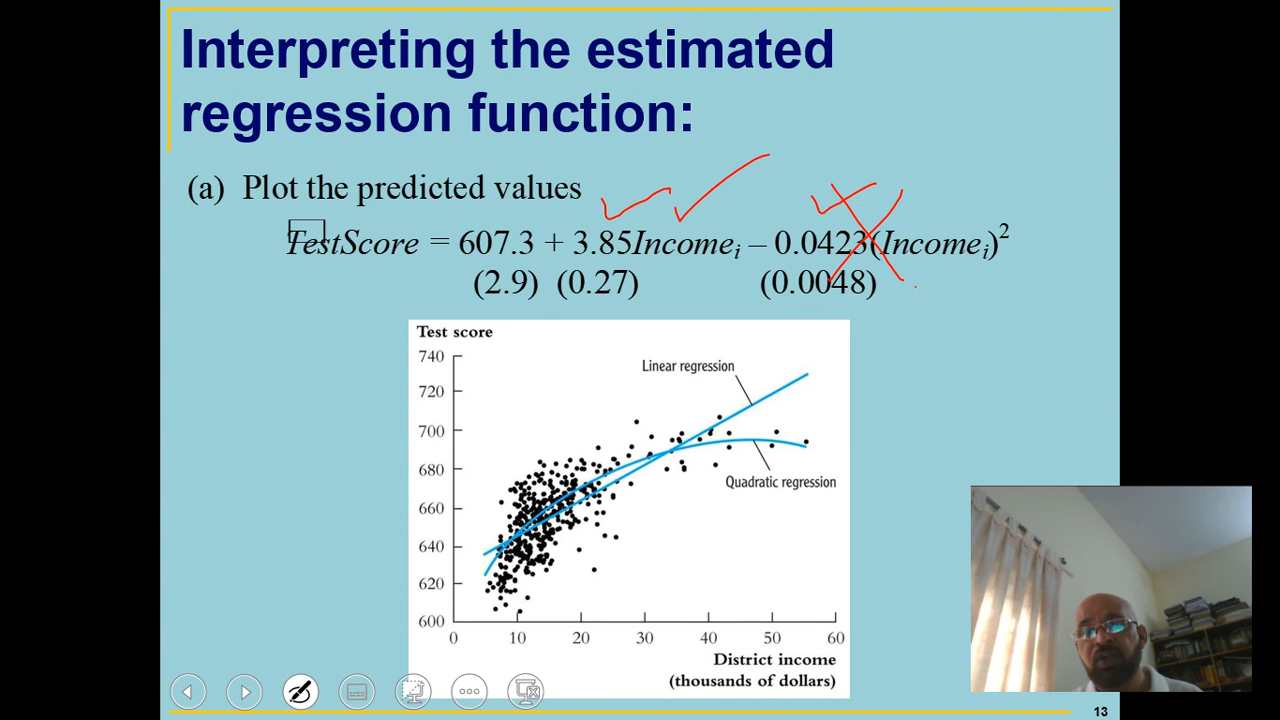 Interpreting the estimated
regression function:
(a) Plot the predicted values
TestScore = 607.3 + 3.85Incomeᵢ – 0.0423(Incomeᵢ)²
(2.9) (0.27) (0.0048)
Test score
740
720
700
680
660
640
620
600
Linear regression
Quadratic regression
0 10 20 30 40 50 60
District income
(thousands of dollars)
13